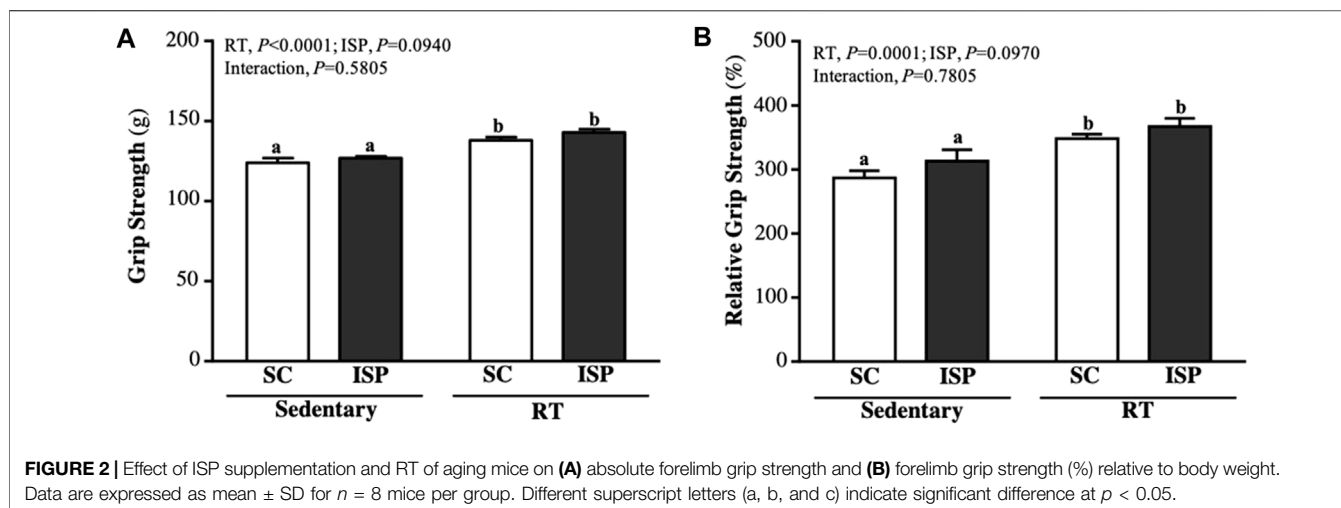 A
200
150
100
50
0
Grip Strength (g)
RT, P<0.0001; ISP, P=0.0940
Interaction, P=0.5805
a
a
b
b
SC
ISP
SC
ISP
Sedentary
RT
B
500
400
300
200
100
0
Relative Grip Strength (%)
RT, P=0.0001; ISP, P=0.0970
Interaction, P=0.7805
a
a
b
b
SC
ISP
SC
ISP
Sedentary
RT
FIGURE 2 | Effect of ISP supplementation and RT of aging mice on (A) absolute forelimb grip strength and (B) forelimb grip strength (%) relative to body weight.
Data are expressed as mean ± SD for n = 8 mice per group. Different superscript letters (a, b, and c) indicate significant difference at p < 0.05.